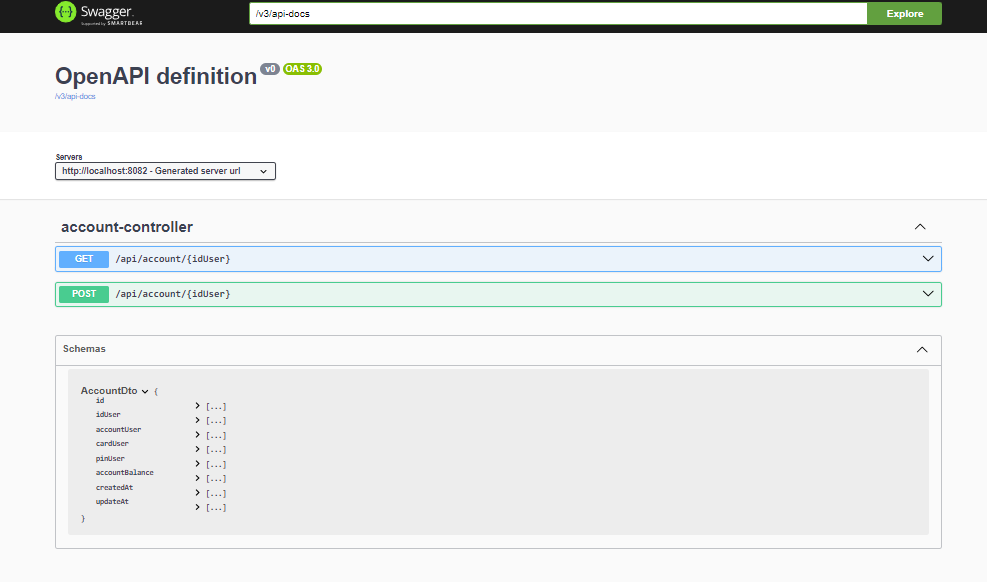 Swagger.
Supported by SMARTBEAR
/v3/api-docs
Explore
OpenAPI definition v0 OAS 3.0
/v3/api-docs
Servers
http://localhost:8082 - Generated server url
account-controller
GET /api/account/{idUser}
POST /api/account/{idUser}
Schemas
AccountDto {
id [...]
idUser [...]
accountUser [...]
cardUser [...]
pinUser [...]
accountBalance [...]
createdAt [...]
updateAt [...]
}